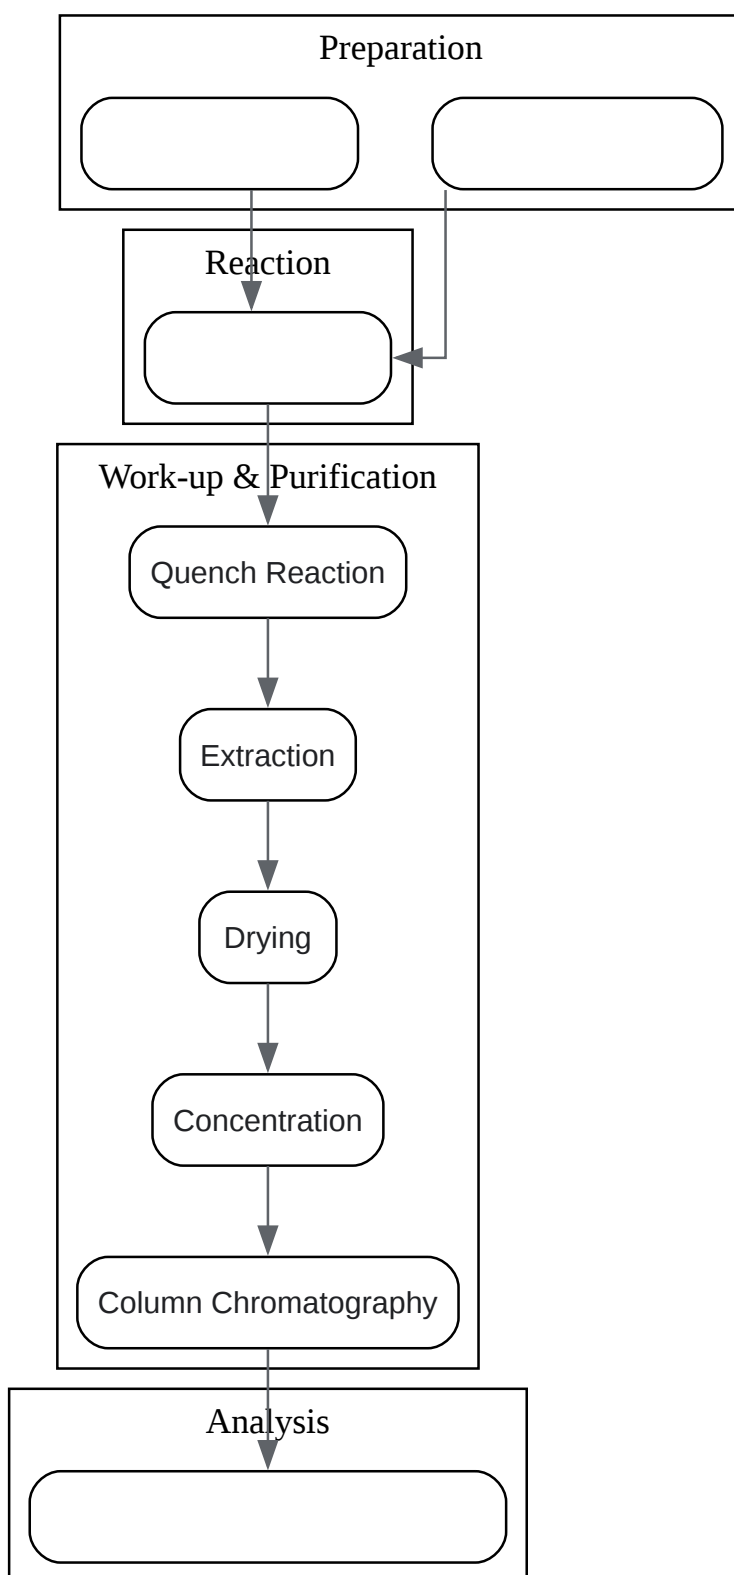 Preparation
Reaction
Work-up & Purification
Quench Reaction
Extraction
Drying
Concentration
Column Chromatography
Analysis